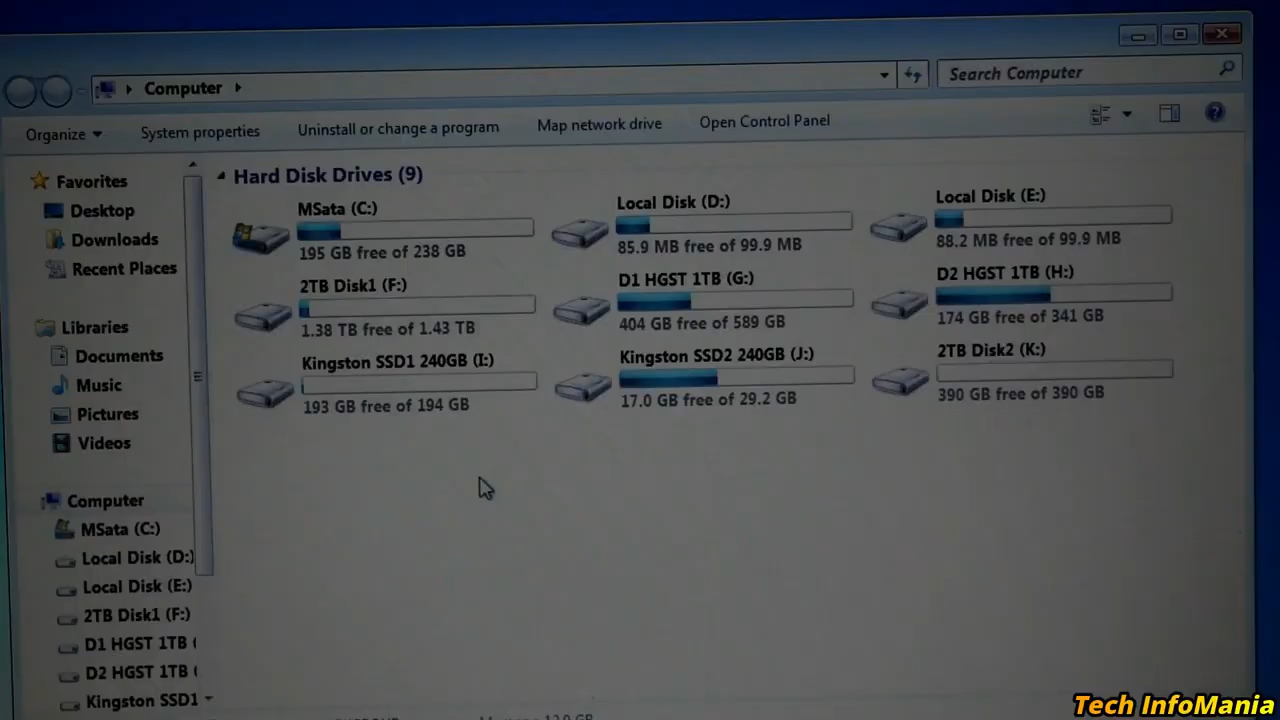 Computer
Search Computer
Organize
System properties
Uninstall or change a program
Map network drive
Open Control Panel
Favorites
Desktop
Downloads
Recent Places
Libraries
Documents
Music
Pictures
Videos
Computer
MSata (C:)
Local Disk (D:)
Local Disk (E:)
2TB Disk1 (F:)
D1 HGST 1TB (
D2 HGST 1TB (
Kingston SSD1
Hard Disk Drives (9)
MSata (C:)
195 GB free of 238 GB
Local Disk (D:)
85.9 MB free of 99.9 MB
Local Disk (E:)
88.2 MB free of 99.9 MB
2TB Disk1 (F:)
1.38 TB free of 1.43 TB
D1 HGST 1TB (G:)
404 GB free of 589 GB
D2 HGST 1TB (H:)
174 GB free of 341 GB
Kingston SSD1 240GB (I:)
193 GB free of 194 GB
Kingston SSD2 240GB (J:)
17.0 GB free of 29.2 GB
2TB Disk2 (K:)
390 GB free of 390 GB
Tech InfoMania